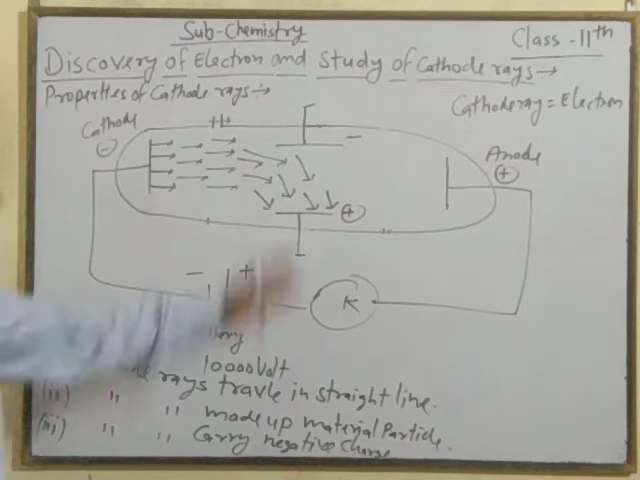 Sub-Chemistry
Class-11th
Discovery of Electron and Study of Cathode rays→
Properties of Cathode rays→
Cathode ray = Electron
Cathode
⊖
++
−
Anode
⊕
⊕
− +
K
10000 Volt
rays travle in straight line.
(ii) " " made up material Particle.
(iii) " " Carry negative Charge